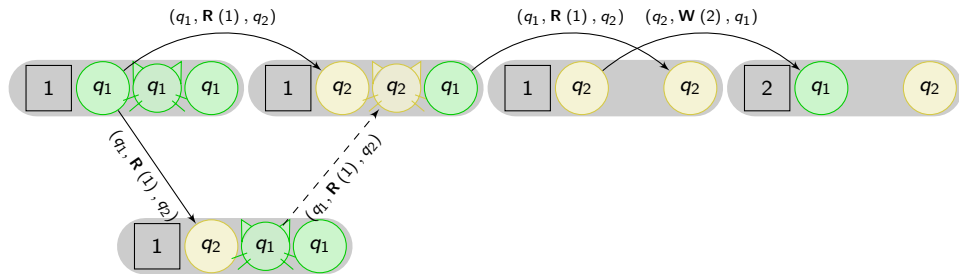 (q₁, R (1) , q₂)
(q₁, R (1) , q₂) (q₂, W (2) , q₁)
1 q₁ q₁ q₁
1 q₂ q₂ q₁
1 q₂ q₂
2 q₁ q₂
(q₁, R (1) , q₂)
(q₁, R (1) , q₂)
1 q₂ q₁ q₁